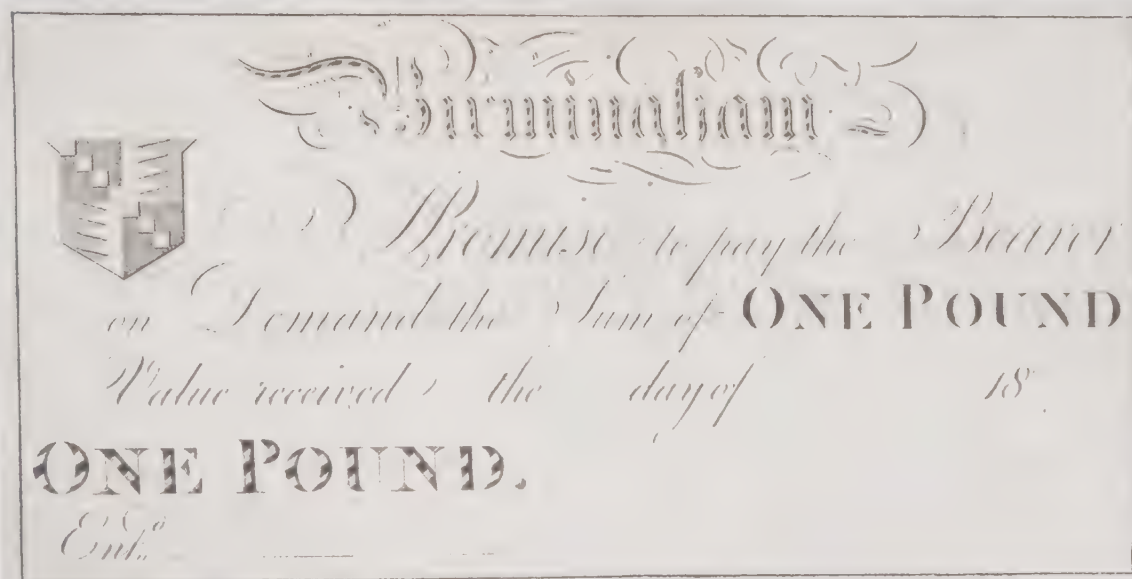 Birmingham
Promise to pay the Bearer
on Demand the Sum of ONE POUND
Value received the day of 18
ONE POUND.
Entd.